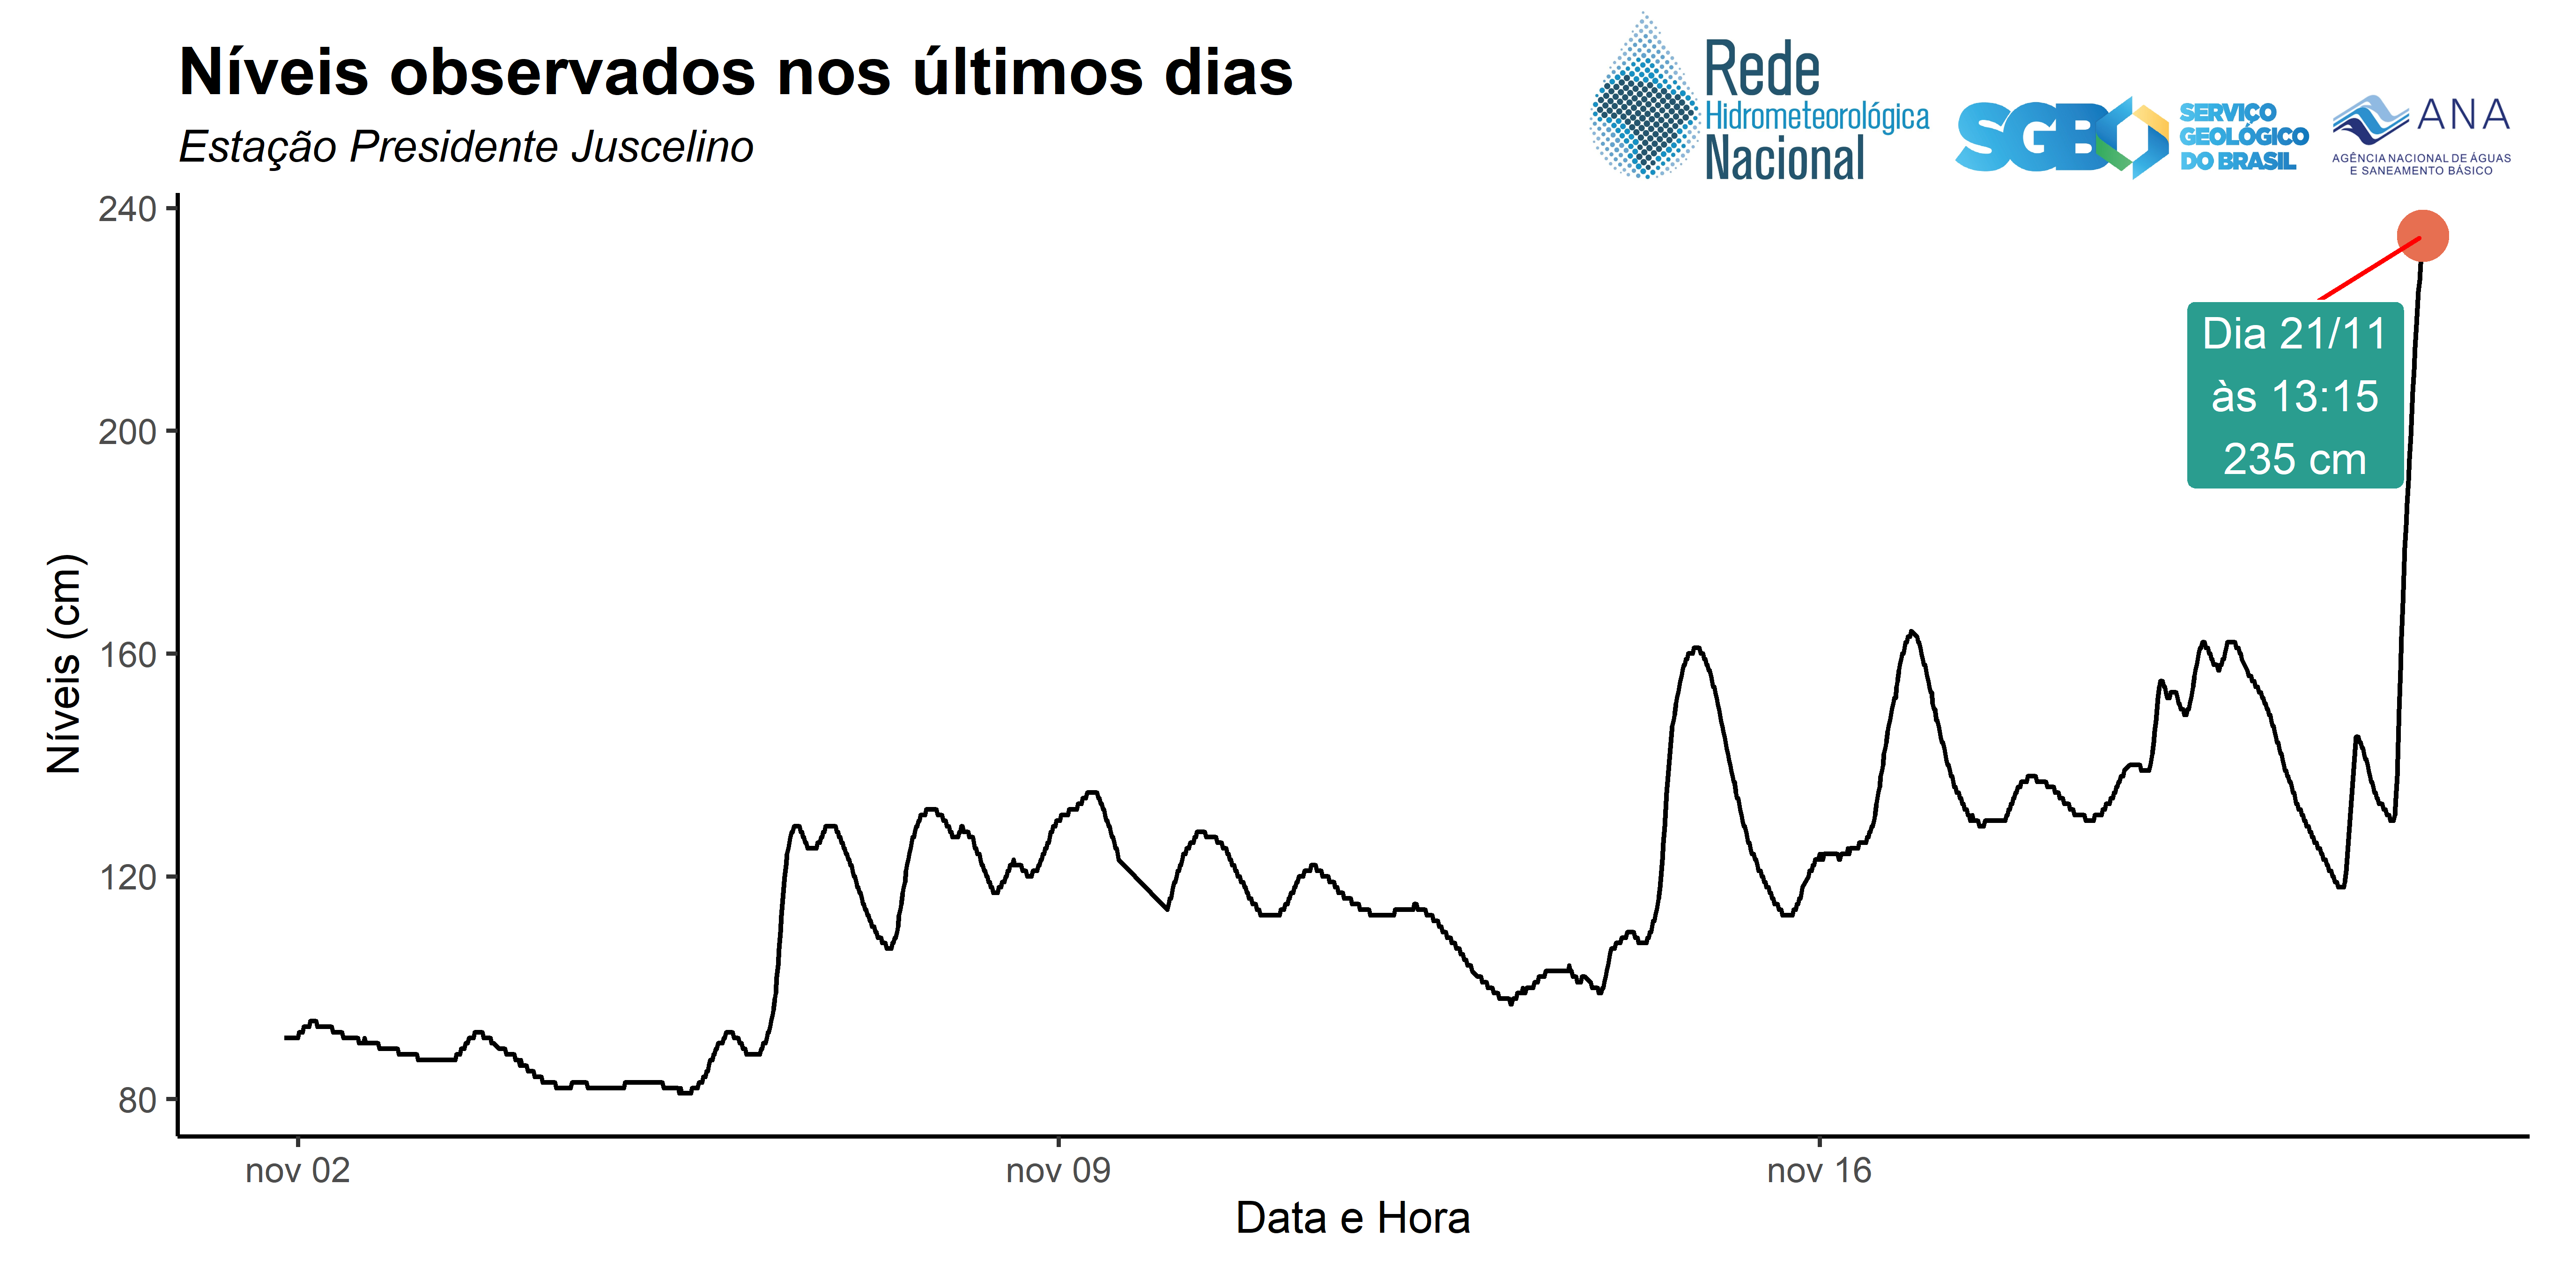 Níveis observados nos últimos dias
Estação Presidente Juscelino
Rede
Hidrometeorológica
Nacional
SGB
SERVIÇO
GEOLÓGICO
DO BRASIL
ANA
AGÊNCIA NACIONAL DE ÁGUAS
E SANEAMENTO BÁSICO
240
200
160
120
80
Níveis (cm)
Dia 21/11
às 13:15
235 cm
nov 02
nov 09
nov 16
Data e Hora